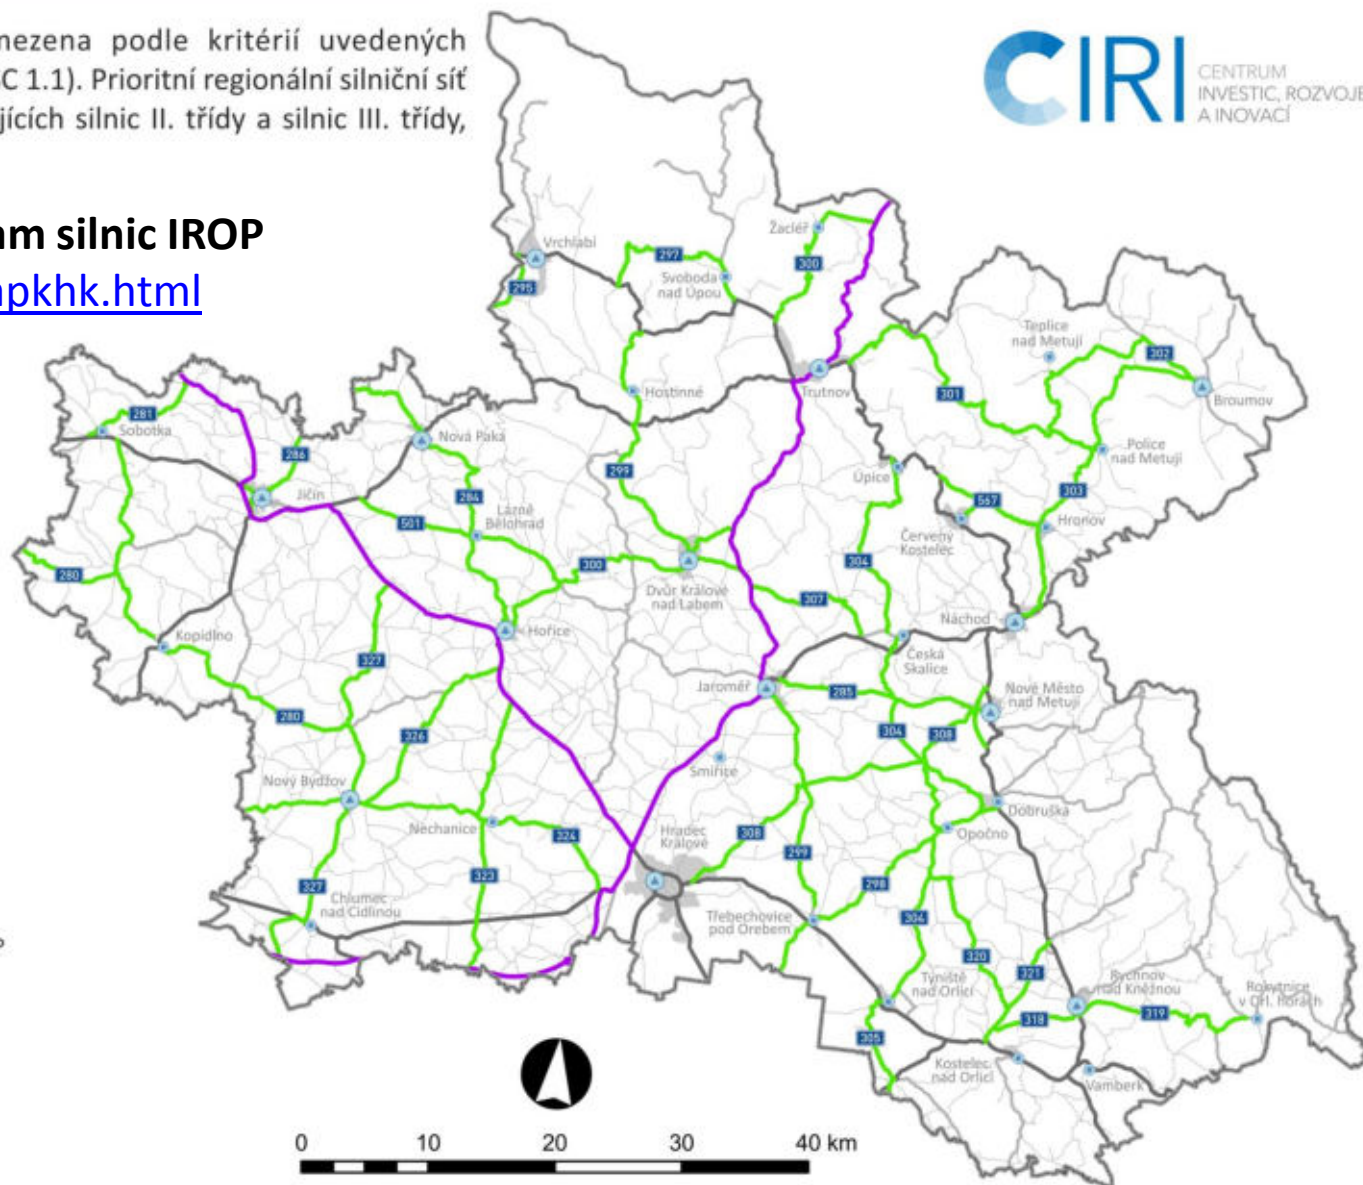 mezena podle kritérií uvedených
C 1.1). Prioritní regionální silniční síť
jících silnic II. třídy a silnic III. třídy,
CIRI
CENTRUM
INVESTIC, ROZVOJE
A INOVACÍ
am silnic IROP
apkhk.html
Vrchlabí
295
297
Svoboda
nad Úpou
Žacléř
300
Trutnov
Hostinné
Teplice
nad Metují
302
Broumov
301
Police
nad Metují
303
Hronov
567
Červený
Kostelec
Úpice
281
Sobotka
286
Jičín
Nová Paka
284
Lázně
Bělohrad
501
299
300
Dvůr Králové
nad Labem
304
307
Náchod
Česká
Skalice
280
Kopidlno
327
Hořice
Jaroměř
285
Nové Město
nad Metují
280
326
304
308
Smiřice
Nový Bydžov
Nechanice
324
Hradec
Králové
308
299
Dobruška
Opočno
327
323
298
Chlumec
nad Cidlinou
Třebechovice
pod Orebem
304
320
321
Týniště
nad Orlicí
Rychnov
nad Kněžnou
Rokytnice
v Orl. horách
318
319
305
Kostelec
nad Orlicí
Vamberk
0 10 20 30 40 km